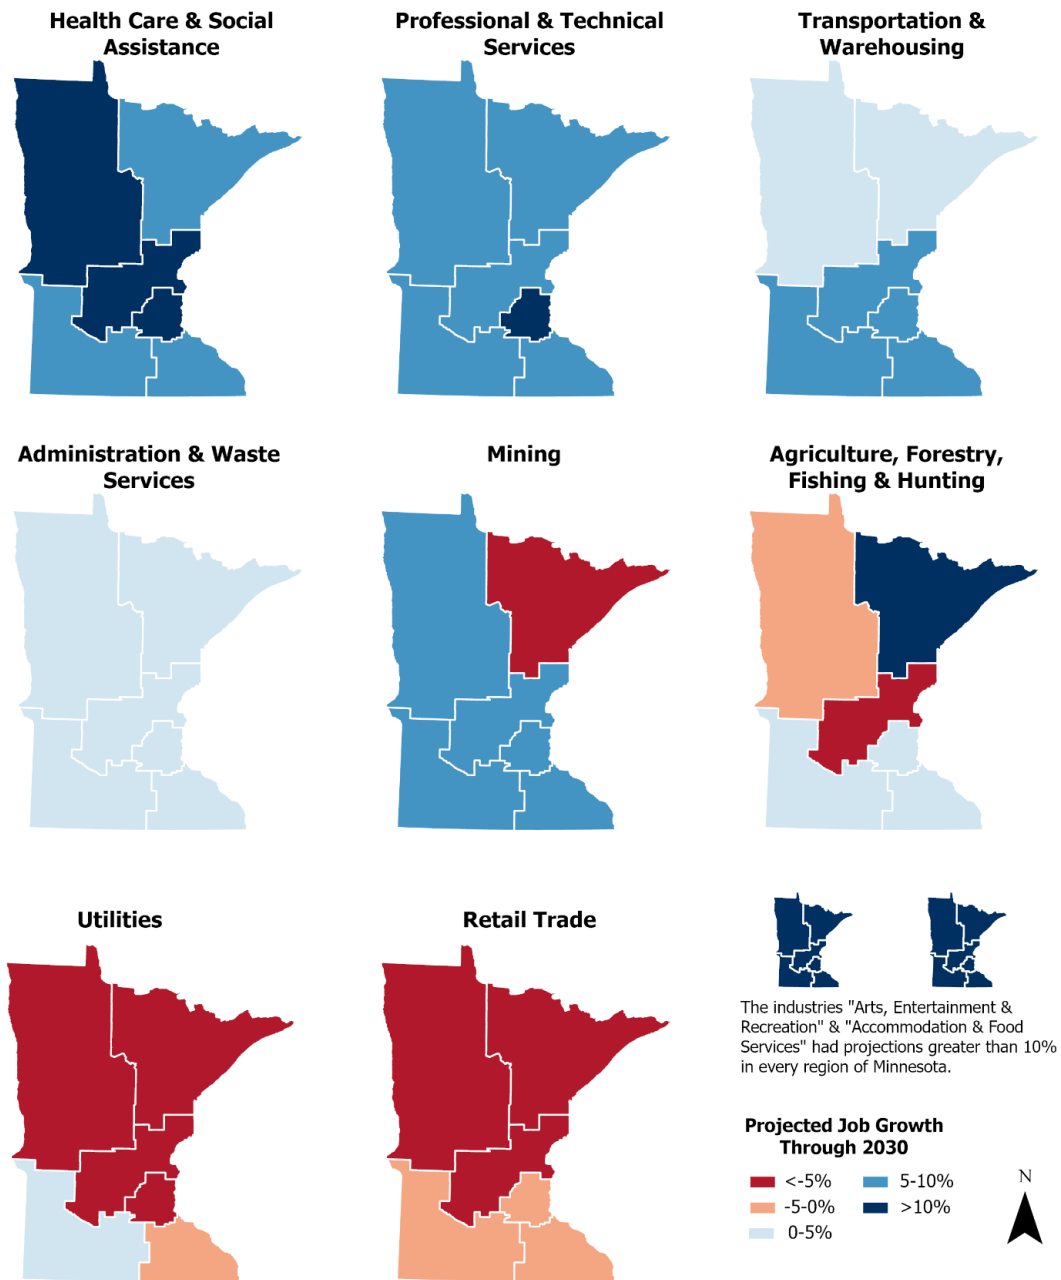 Health Care & Social
Assistance
Professional & Technical
Services
Transportation &
Warehousing
Administration & Waste
Services
Mining
Agriculture, Forestry,
Fishing & Hunting
Utilities
Retail Trade
The industries "Arts, Entertainment &
Recreation" & "Accommodation & Food
Services" had projections greater than 10%
in every region of Minnesota.
Projected Job Growth
Through 2030
<-5%
5-10%
-5-0%
>10%
0-5%
N